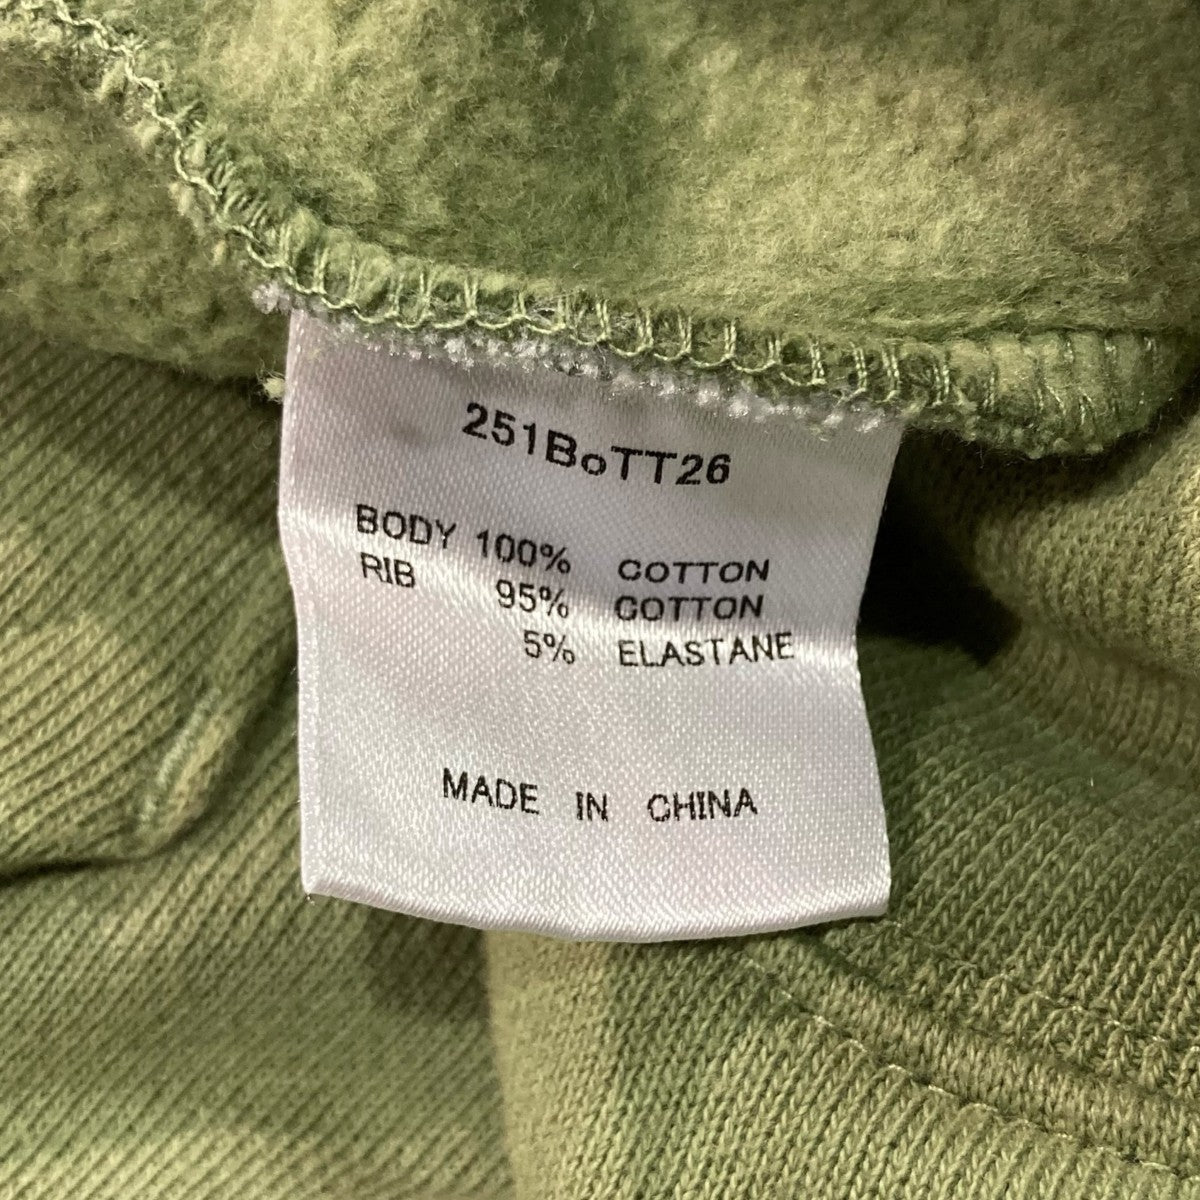 251BoTT26
BODY 100% COTTON
RIB 95% COTTON
5% ELASTANE
MADE IN CHINA